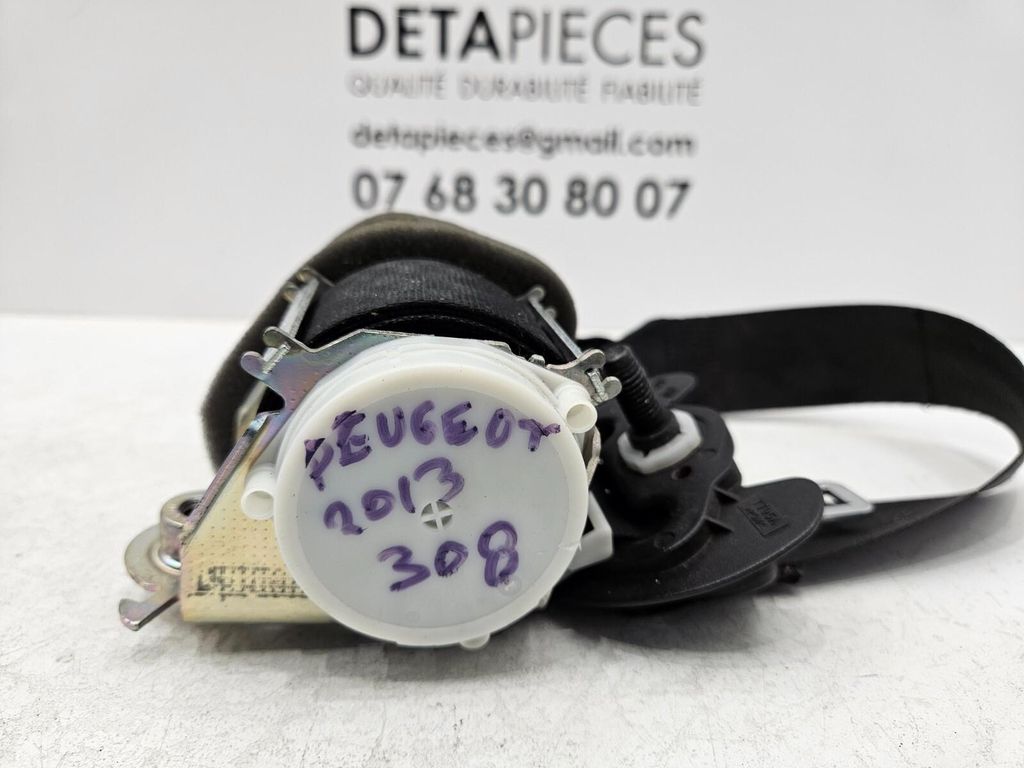 DETAPIECES
QUALITÉ DURABILITÉ FIABILITÉ
detapieces@gmail.com
07 68 30 80 07
PEUGEOT
2013
308